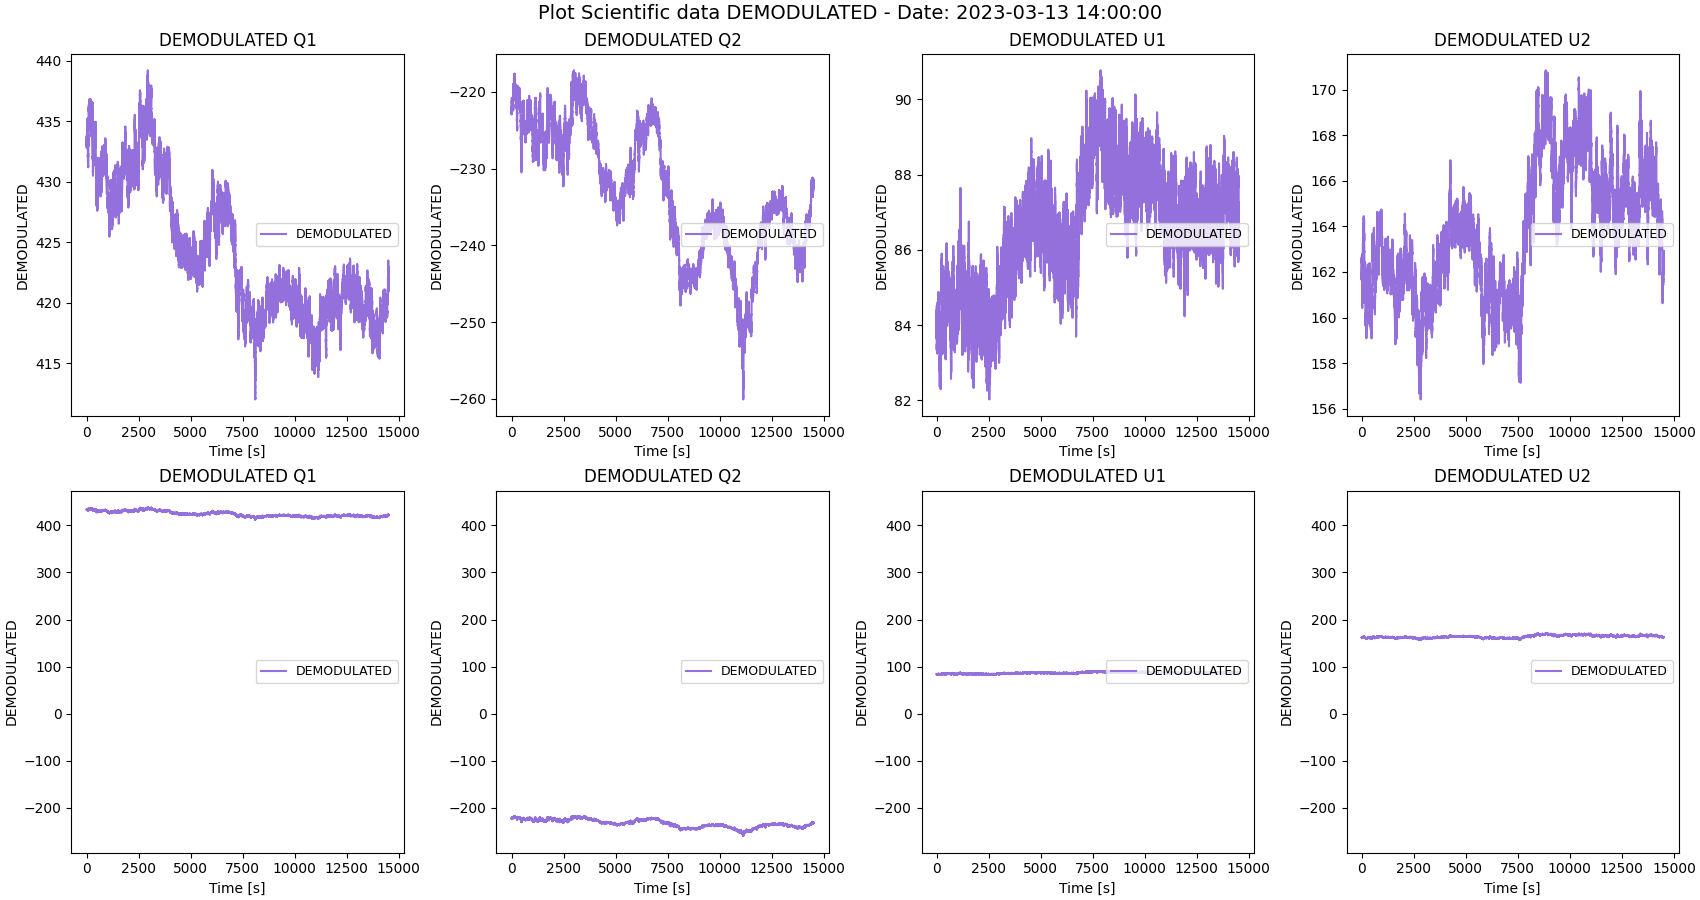 Plot Scientific data DEMODULATED - Date: 2023-03-13 14:00:00
DEMODULATED Q1
DEMODULATED
440
435
430
425
420
415
DEMODULATED
0 2500 5000 7500 10000 12500 15000
Time [s]
DEMODULATED Q2
DEMODULATED
−220
−230
−240
−250
−260
DEMODULATED
0 2500 5000 7500 10000 12500 15000
Time [s]
DEMODULATED U1
DEMODULATED
90
88
86
84
82
DEMODULATED
0 2500 5000 7500 10000 12500 15000
Time [s]
DEMODULATED U2
DEMODULATED
170
168
166
164
162
160
158
156
DEMODULATED
0 2500 5000 7500 10000 12500 15000
Time [s]
DEMODULATED Q1
DEMODULATED
400
300
200
100
0
−100
−200
DEMODULATED
0 2500 5000 7500 10000 12500 15000
Time [s]
DEMODULATED Q2
DEMODULATED
400
300
200
100
0
−100
−200
DEMODULATED
0 2500 5000 7500 10000 12500 15000
Time [s]
DEMODULATED U1
DEMODULATED
400
300
200
100
0
−100
−200
DEMODULATED
0 2500 5000 7500 10000 12500 15000
Time [s]
DEMODULATED U2
DEMODULATED
400
300
200
100
0
−100
−200
DEMODULATED
0 2500 5000 7500 10000 12500 15000
Time [s]